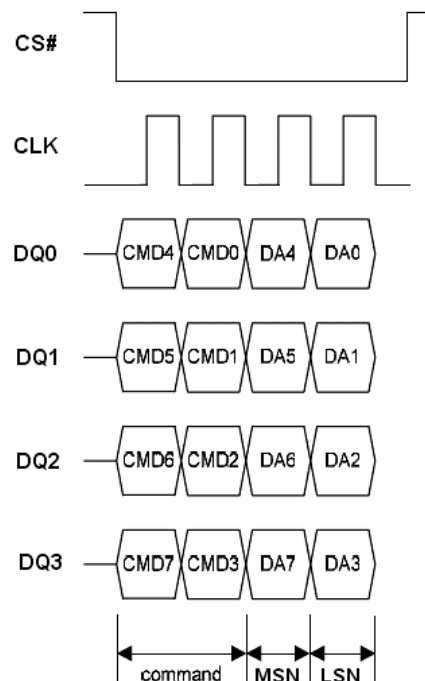 CS#
CLK
DQ0 CMD4 CMD0 DA4 DA0
DQ1 CMD5 CMD1 DA5 DA1
DQ2 CMD6 CMD2 DA6 DA2
DQ3 CMD7 CMD3 DA7 DA3
command MSN LSN